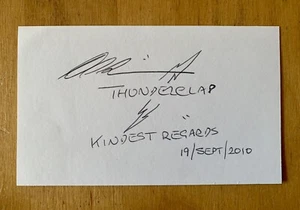 THUNDERCLAP
KINDEST REGARDS
19/SEPT/2010